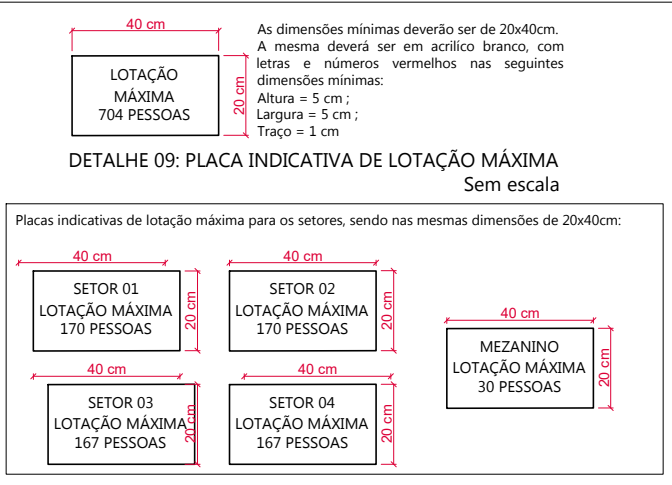 40 cm
LOTAÇÃO
MÁXIMA
704 PESSOAS
20 cm
As dimensões mínimas deverão ser de 20x40cm.
A mesma deverá ser em acrilíco branco, com
letras e números vermelhos nas seguintes
dimensões mínimas:
Altura = 5 cm ;
Largura = 5 cm ;
Traço = 1 cm
DETALHE 09: PLACA INDICATIVA DE LOTAÇÃO MÁXIMA
Sem escala
Placas indicativas de lotação máxima para os setores, sendo nas mesmas dimensões de 20x40cm:
40 cm
SETOR 01
LOTAÇÃO MÁXIMA
170 PESSOAS
20 cm
40 cm
SETOR 02
LOTAÇÃO MÁXIMA
170 PESSOAS
20 cm
40 cm
MEZANINO
LOTAÇÃO MÁXIMA
30 PESSOAS
20 cm
40 cm
SETOR 03
LOTAÇÃO MÁXIMA
167 PESSOAS
20 cm
40 cm
SETOR 04
LOTAÇÃO MÁXIMA
167 PESSOAS
20 cm